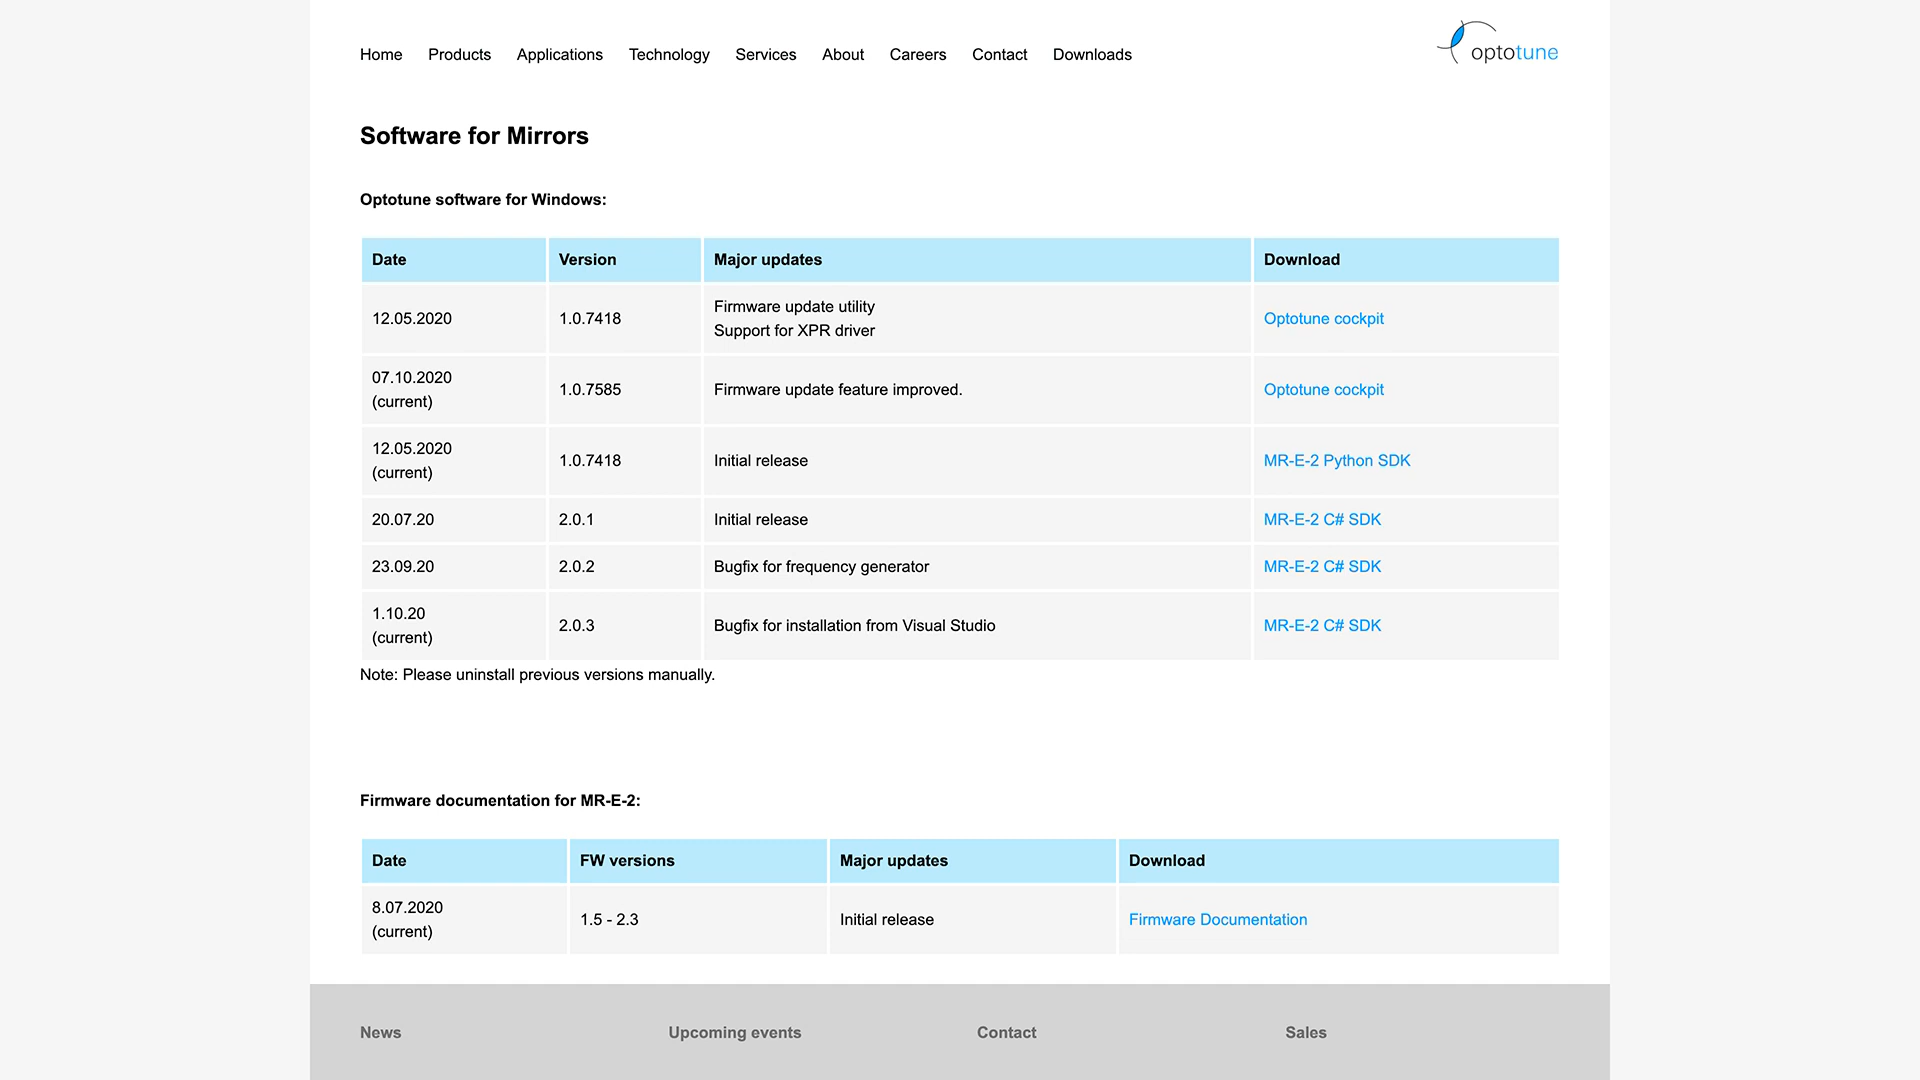 Home Products Applications Technology Services About Careers Contact Downloads
optotune
Software for Mirrors
Optotune software for Windows:
Date Version Major updates Download
12.05.2020 1.0.7418 Firmware update utility
Support for XPR driver Optotune cockpit
07.10.2020
(current) 1.0.7585 Firmware update feature improved. Optotune cockpit
12.05.2020
(current) 1.0.7418 Initial release MR-E-2 Python SDK
20.07.20 2.0.1 Initial release MR-E-2 C# SDK
23.09.20 2.0.2 Bugfix for frequency generator MR-E-2 C# SDK
1.10.20
(current) 2.0.3 Bugfix for installation from Visual Studio MR-E-2 C# SDK
Note: Please uninstall previous versions manually.
Firmware documentation for MR-E-2:
Date FW versions Major updates Download
8.07.2020
(current) 1.5 - 2.3 Initial release Firmware Documentation
News Upcoming events Contact Sales